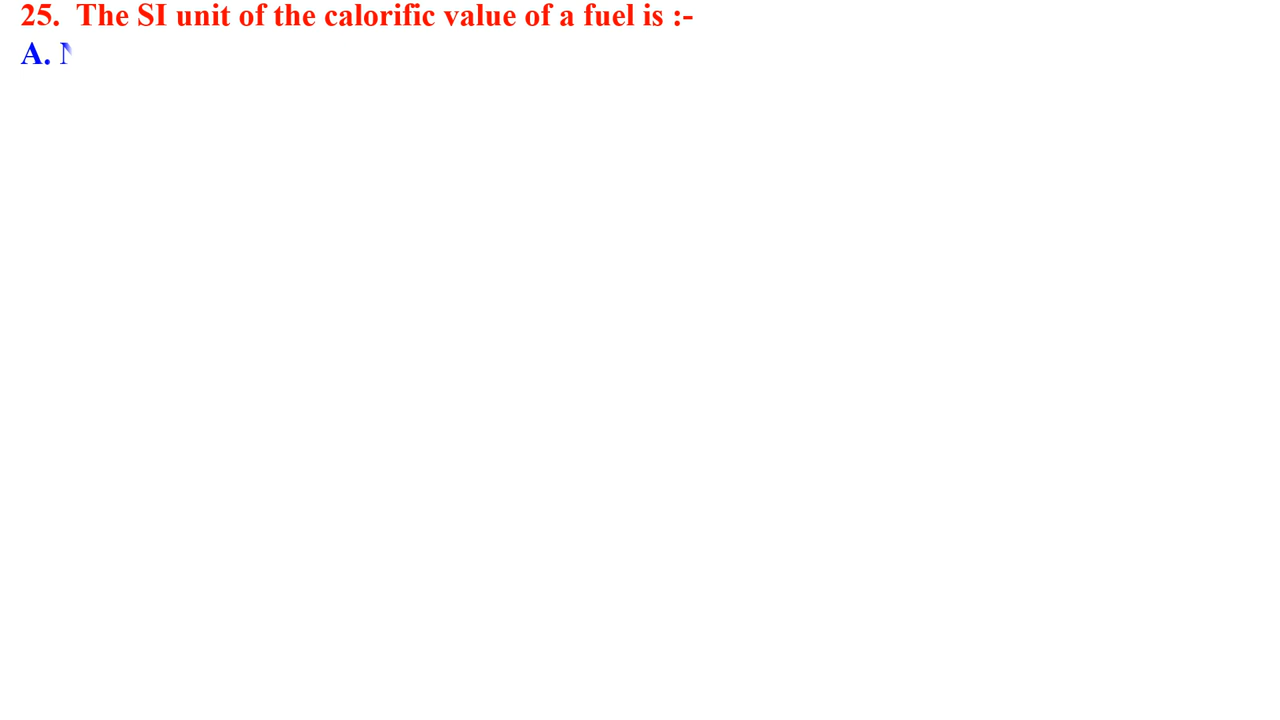 25. The SI unit of the calorific value of a fuel is :-
A.